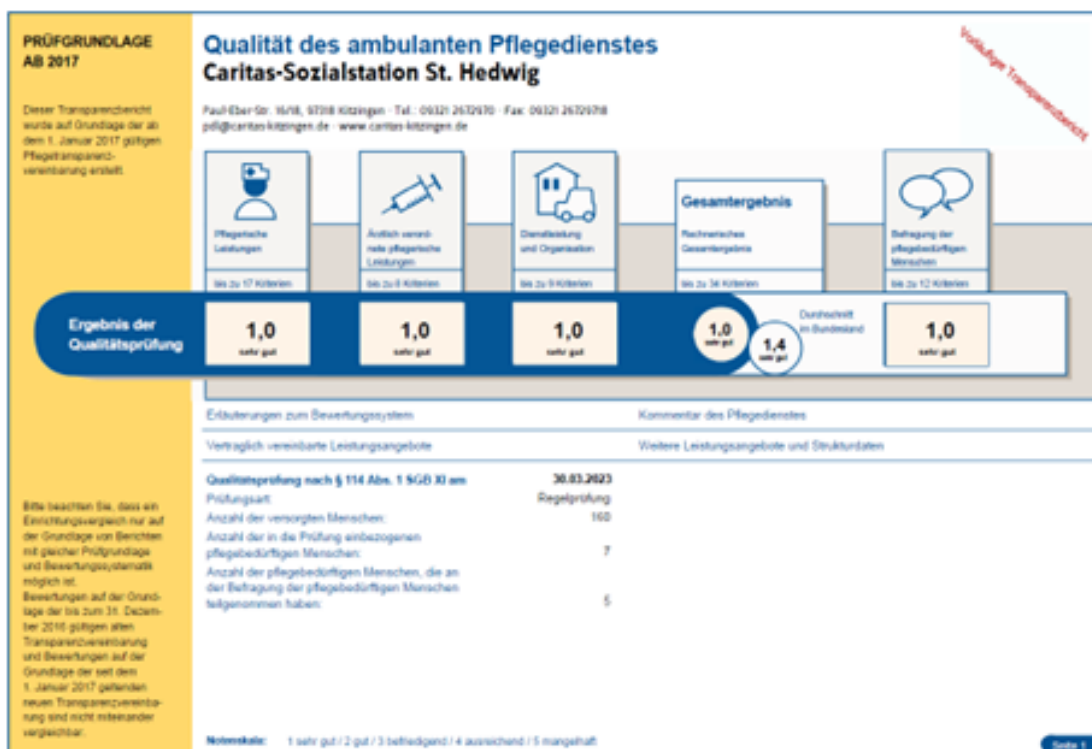 PRÜFGRUNDLAGE
AB 2017
Dieser Transparenzbericht
wurde auf Grundlage der ab
dem 1. Januar 2017 gültigen
Pflegetransparenz-
vereinbarung erstellt.
Qualität des ambulanten Pflegedienstes
Caritas-Sozialstation St. Hedwig
Paul-Eber-Str. 16/18, 97318 Kitzingen · Tel.: 09321 2672970 · Fax: 09321 26729718
pdl@caritas-kitzingen.de · www.caritas-kitzingen.de
Vorläufiger Transparenzbericht
Pflegerische
Leistungen
bis zu 17 Kriterien
Ärztlich verord-
nete pflegerische
Leistungen
bis zu 8 Kriterien
Dienstleistung
und Organisation
bis zu 9 Kriterien
Gesamtergebnis
Rechnerisches
Gesamtergebnis
bis zu 34 Kriterien
Befragung der
pflegebedürftigen
Menschen
bis zu 12 Kriterien
Ergebnis der
Qualitätsprüfung
1,0
sehr gut
1,0
sehr gut
1,0
sehr gut
1,0
sehr gut
1,4
sehr gut
Durchschnitt
im Bundesland
1,0
sehr gut
Erläuterungen zum Bewertungssystem
Kommentar des Pflegedienstes
Vertraglich vereinbarte Leistungsangebote
Weitere Leistungsangebote und Strukturdaten
Qualitätsprüfung nach § 114 Abs. 1 SGB XI am 30.03.2023
Prüfungsart: Regelprüfung
Anzahl der versorgten Menschen: 160
Anzahl der in die Prüfung einbezogenen
pflegebedürftigen Menschen: 7
Anzahl der pflegebedürftigen Menschen, die an
der Befragung der pflegebedürftigen Menschen
teilgenommen haben: 5
Bitte beachten Sie, dass ein
Einrichtungsvergleich nur auf
der Grundlage von Berichten
mit gleicher Prüfgrundlage
und Bewertungssystematik
möglich ist.
Bewertungen auf der Grund-
lage der bis zum 31. Dezem-
ber 2016 gültigen alten
Transparenzvereinbarung
und Bewertungen auf der
Grundlage der seit dem
1. Januar 2017 geltenden
neuen Transparenzvereinba-
rung sind nicht miteinander
vergleichbar.
Notenskala: 1 sehr gut / 2 gut / 3 befriedigend / 4 ausreichend / 5 mangelhaft
Seite 1